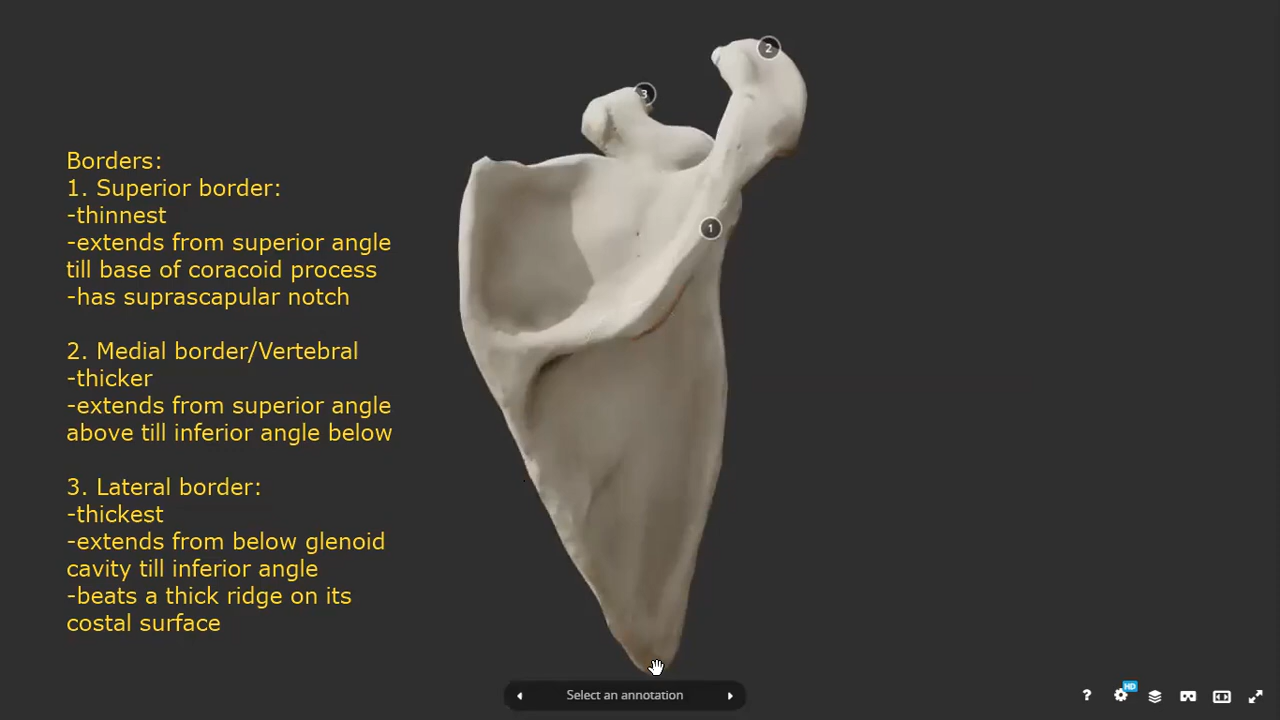 Borders:
1. Superior border:
-thinnest
-extends from superior angle
till base of coracoid process
-has suprascapular notch
2. Medial border/Vertebral
-thicker
-extends from superior angle
above till inferior angle below
3. Lateral border:
-thickest
-extends from below glenoid
cavity till inferior angle
-beats a thick ridge on its
costal surface
2
3
1
Select an annotation
?
HD